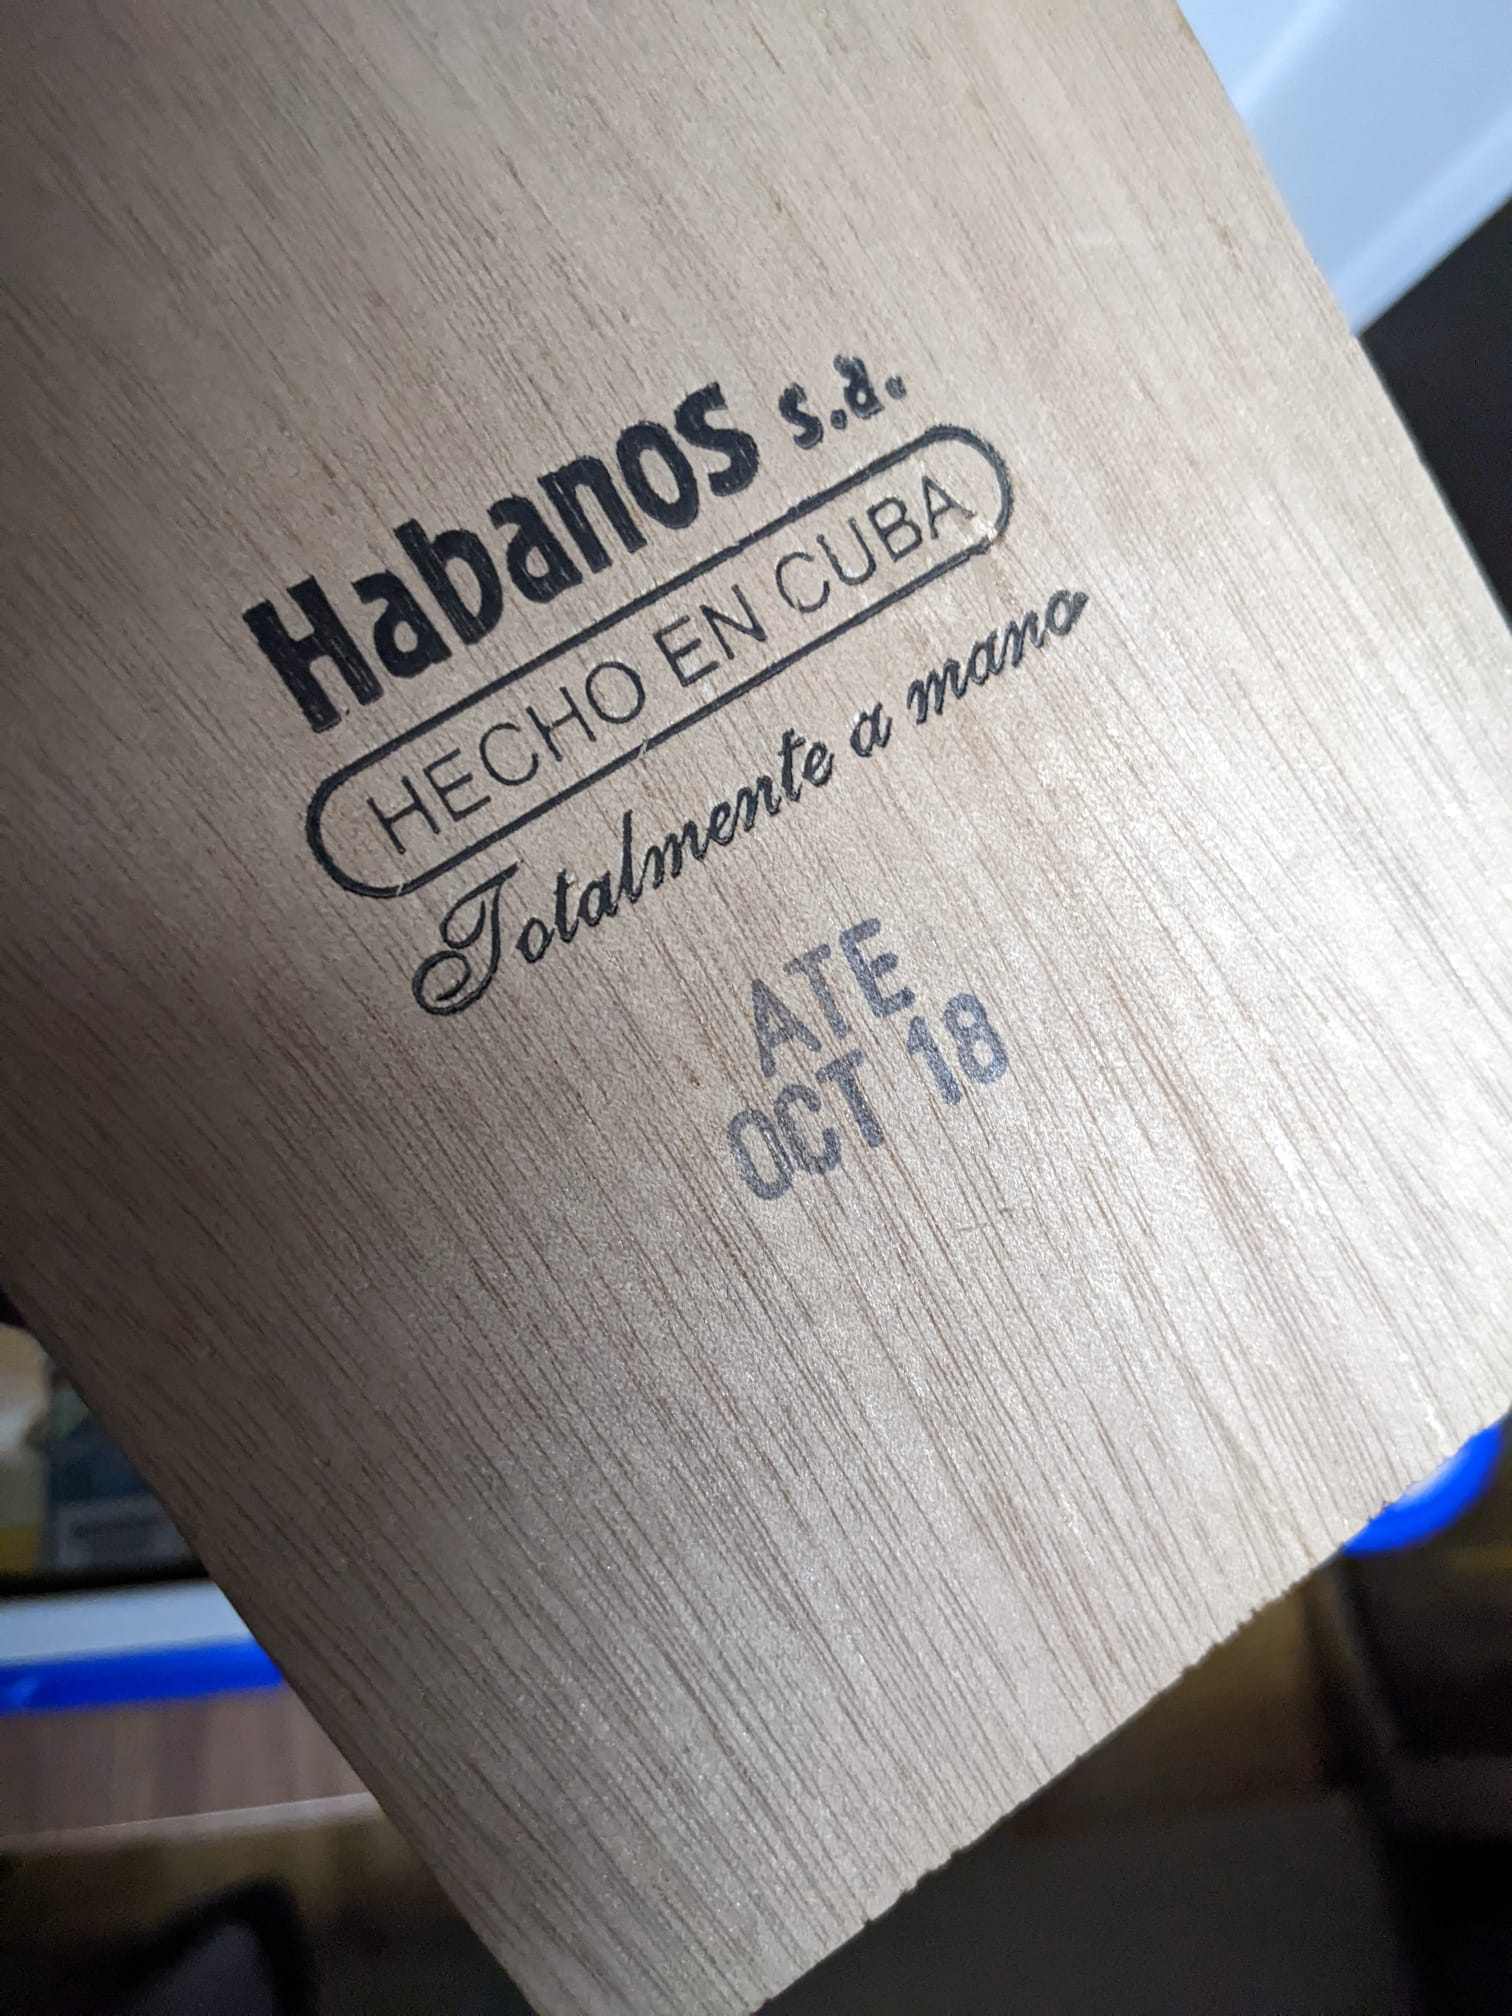 Habanos s.a.
HECHO EN CUBA
Totalmente a mano
ATE
OCT 18